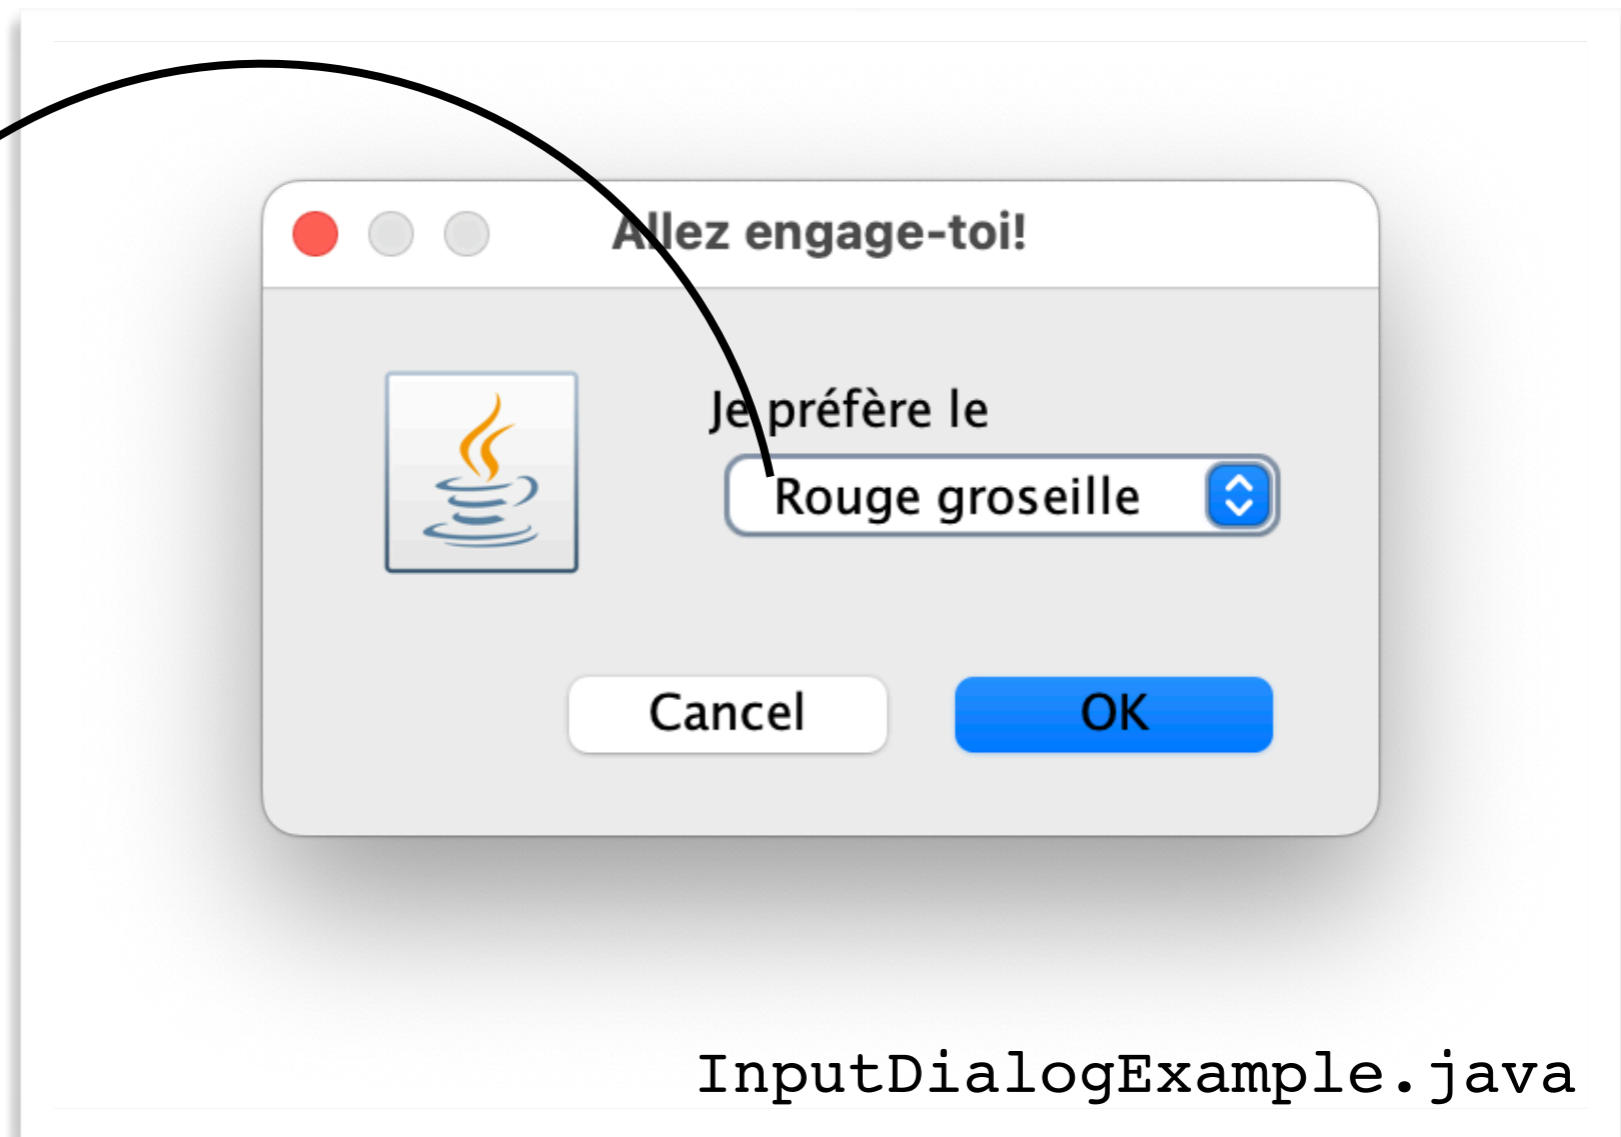 Allez engage-toi!
Je préfère le
Rouge groseille
Cancel
OK
InputDialogExample.java